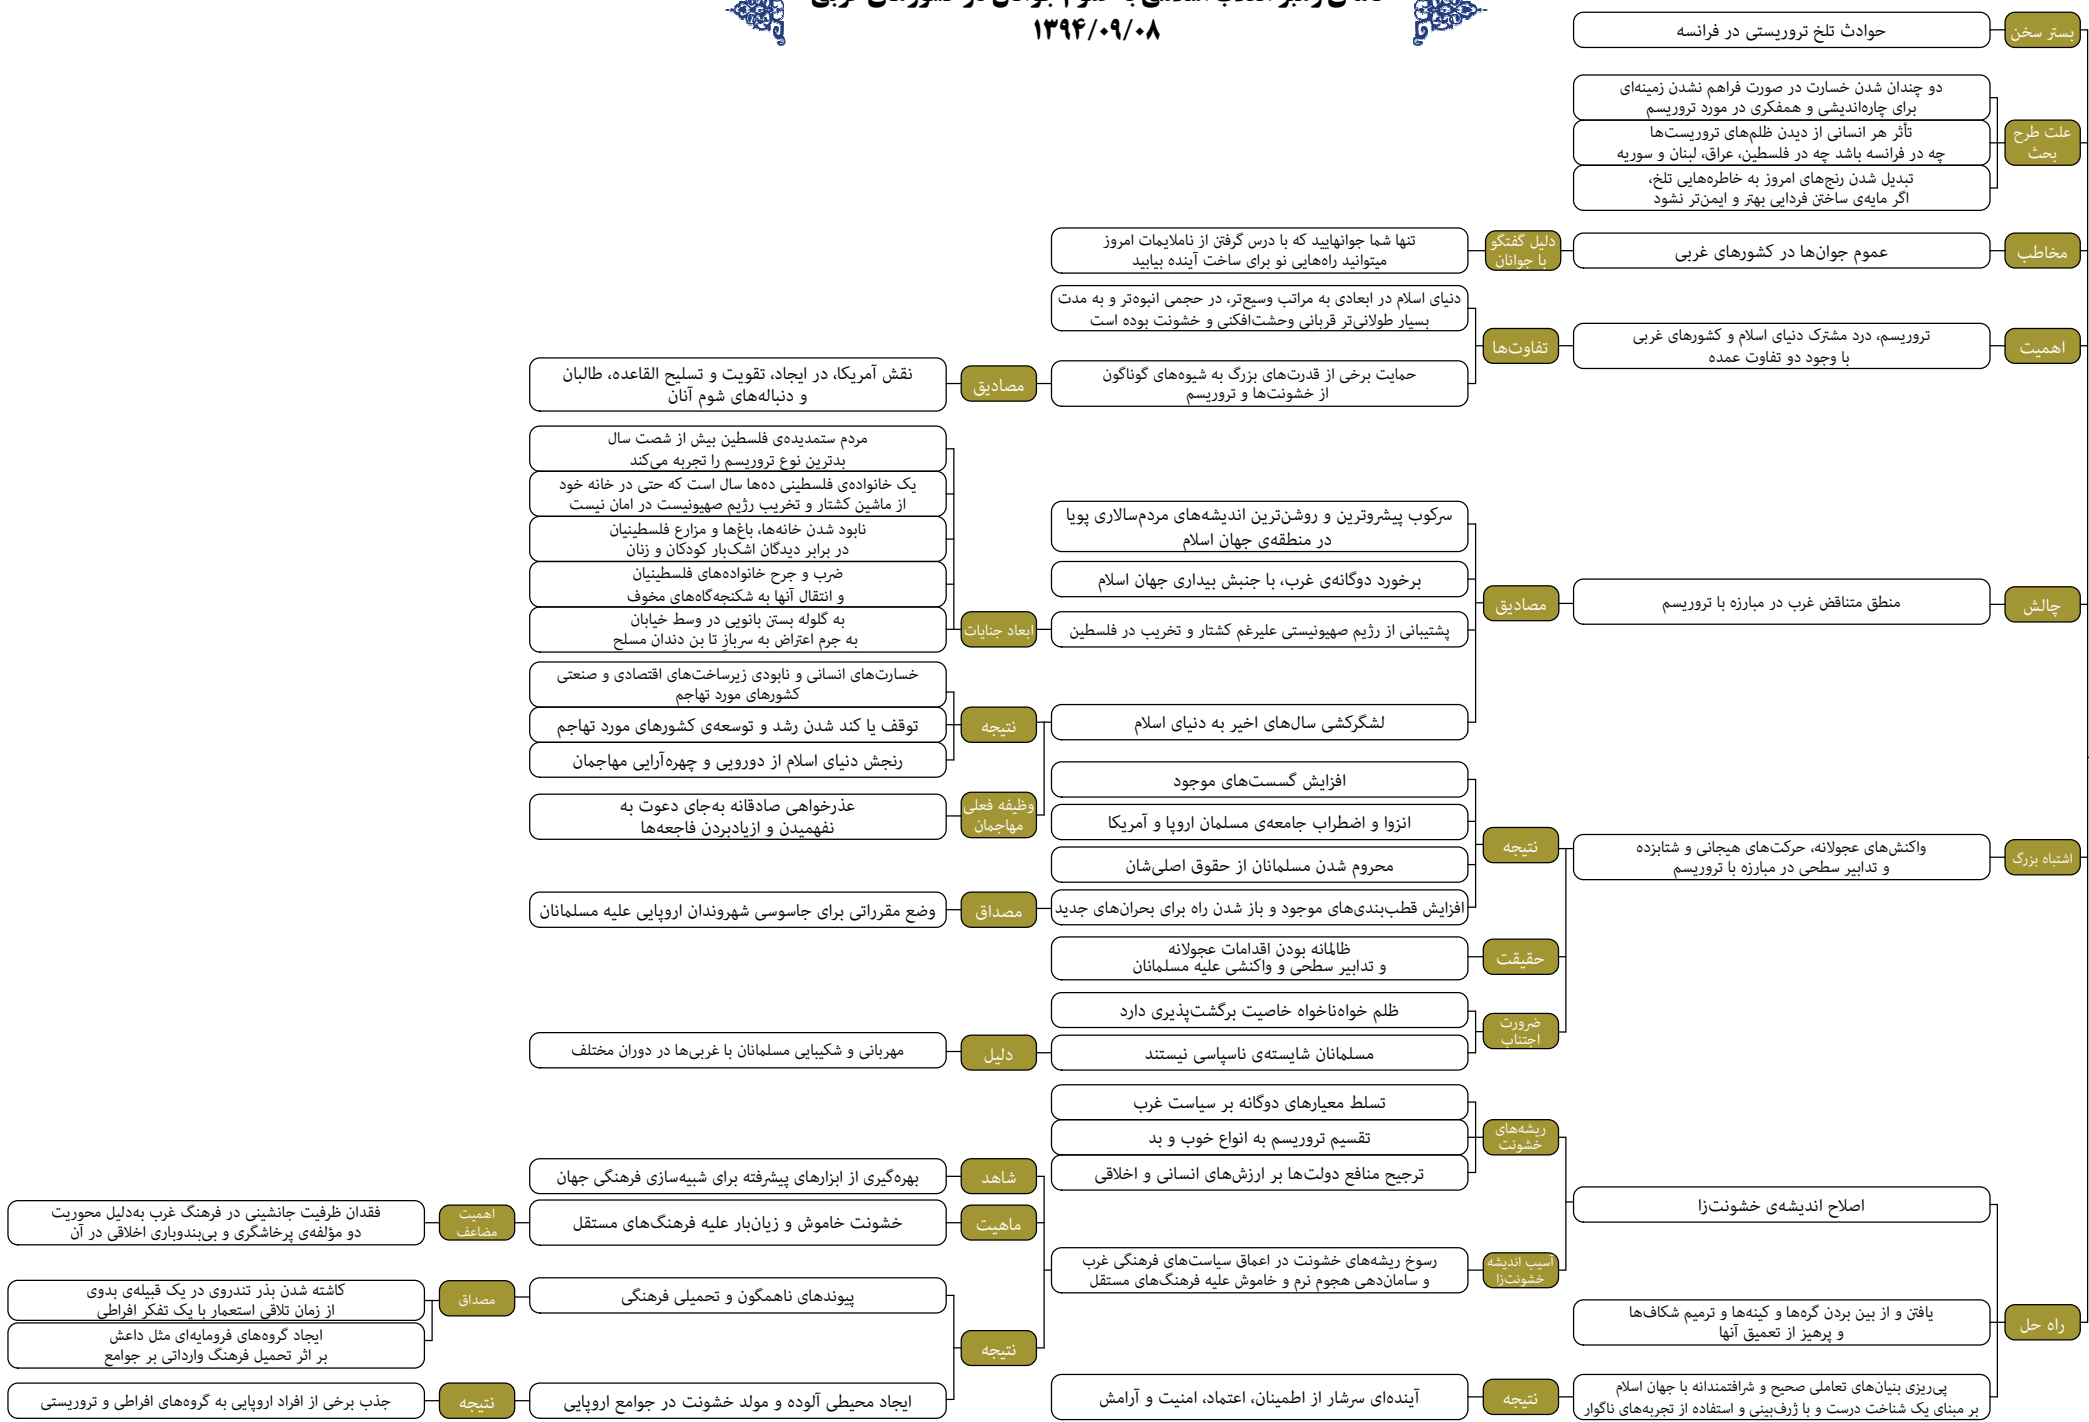 ۱۳۹۴/۰۹/۰۸
بستر سخن
حوادث تلخ تروریستی در فرانسه
علت طرح
بحث
دو چندان شدن خسارت در صورت فراهم نشدن زمینه‌ای
برای چاره‌اندیشی و همفکری در مورد تروریسم
تأثر هر انسانی از دیدن ظلم‌های تروریست‌ها
چه در فرانسه باشد چه در فلسطین، عراق، لبنان و سوریه
تبدیل شدن رنج‌های امروز به خاطره‌هایی تلخ،
اگر مایه‌ی ساختن فردایی بهتر و ایمن‌تر نشود
مخاطب
عموم جوان‌ها در کشورهای غربی
دلیل گفتگو
با جوانان
تنها شما جوانهایید که با درس گرفتن از ناملایمات امروز
میتوانید راه‌هایی نو برای ساخت آینده بیابید
اهمیت
تروریسم، درد مشترک دنیای اسلام و کشورهای غربی
با وجود دو تفاوت عمده
تفاوت‌ها
دنیای اسلام در ابعادی به مراتب وسیع‌تر، در حجمی انبوه‌تر و به مدت
بسیار طولانی‌تر قربانی وحشت‌افکنی و خشونت بوده است
حمایت برخی از قدرت‌های بزرگ به شیوه‌های گوناگون
از خشونت‌ها و تروریسم
مصادیق
نقش آمریکا، در ایجاد، تقویت و تسلیح القاعده، طالبان
و دنباله‌های شوم آنان
چالش
منطق متناقض غرب در مبارزه با تروریسم
مصادیق
سرکوب پیشروترین و روشن‌ترین اندیشه‌های مردم‌سالاری پویا
در منطقه‌ی جهان اسلام
برخورد دوگانه‌ی غرب، با جنبش بیداری جهان اسلام
پشتیبانی از رژیم صهیونیستی علیرغم کشتار و تخریب در فلسطین
ابعاد جنایات
مردم ستمدیده‌ی فلسطین بیش از شصت سال
بدترین نوع تروریسم را تجربه می‌کند
یک خانواده‌ی فلسطینی ده‌ها سال است که حتی در خانه خود
از ماشین کشتار و تخریب رژیم صهیونیست در امان نیست
نابود شدن خانه‌ها، باغ‌ها و مزارع فلسطینیان
در برابر دیدگان اشک‌بار کودکان و زنان
ضرب و جرح خانواده‌های فلسطینیان
و انتقال آنها به شکنجه‌گاه‌های مخوف
به گلوله بستن بانویی در وسط خیابان
به جرم اعتراض به سربازِ تا بن دندان مسلح
لشگرکشی سال‌های اخیر به دنیای اسلام
نتیجه
خسارت‌های انسانی و نابودی زیرساخت‌های اقتصادی و صنعتی
کشورهای مورد تهاجم
توقف یا کند شدن رشد و توسعه‌ی کشورهای مورد تهاجم
رنجش دنیای اسلام از دورویی و چهره‌آرایی مهاجمان
وظیفه فعلی
مهاجمان
عذرخواهی صادقانه به‌جای دعوت به
نفهمیدن و ازیادبردن فاجعه‌ها
اشتباه بزرگ
واکنش‌های عجولانه، حرکت‌های هیجانی و شتابزده
و تدابیر سطحی در مبارزه با تروریسم
نتیجه
افزایش گسست‌های موجود
انزوا و اضطراب جامعه‌ی مسلمان اروپا و آمریکا
محروم شدن مسلمانان از حقوق اصلی‌شان
افزایش قطب‌بندی‌های موجود و باز شدن راه برای بحران‌های جدید
مصداق
وضع مقرراتی برای جاسوسی شهروندان اروپایی علیه مسلمانان
حقیقت
ظالمانه بودن اقدامات عجولانه
و تدابیر سطحی و واکنشی علیه مسلمانان
ضرورت
اجتناب
ظلم خواه‌ناخواه خاصیت برگشت‌پذیری دارد
مسلمانان شایسته‌ی ناسپاسی نیستند
دلیل
مهربانی و شکیبایی مسلمانان با غربی‌ها در دوران مختلف
راه حل
اصلاح اندیشه‌ی خشونت‌زا
ریشه‌های
خشونت
تسلط معیارهای دوگانه بر سیاست غرب
تقسیم تروریسم به انواع خوب و بد
ترجیح منافع دولت‌ها بر ارزش‌های انسانی و اخلاقی
آسیب اندیشه
خشونت‌زا
رسوخ ریشه‌های خشونت در اعماق سیاست‌های فرهنگی غرب
و سامان‌دهی هجوم نرم و خاموش علیه فرهنگ‌های مستقل
شاهد
بهره‌گیری از ابزارهای پیشرفته برای شبیه‌سازی فرهنگی جهان
ماهیت
خشونت خاموش و زیان‌بار علیه فرهنگ‌های مستقل
اهمیت
مضاعف
فقدان ظرفیت جانشینی در فرهنگ غرب به‌دلیل محوریت
دو مؤلفه‌ی پرخاشگری و بی‌بندوباری اخلاقی در آن
نتیجه
پیوندهای ناهمگون و تحمیلی فرهنگی
مصداق
کاشته شدن بذر تندروی در یک قبیله‌ی بدوی
از زمان تلاقی استعمار با یک تفکر افراطی
ایجاد گروه‌های فرومایه‌ای مثل داعش
بر اثر تحمیل فرهنگ وارداتی بر جوامع
ایجاد محیطی آلوده و مولد خشونت در جوامع اروپایی
نتیجه
جذب برخی از افراد اروپایی به گروه‌های افراطی و تروریستی
یافتن و از بین بردن گره‌ها و کینه‌ها و ترمیم شکاف‌ها
و پرهیز از تعمیق آنها
پی‌ریزی بنیان‌های تعاملی صحیح و شرافتمندانه با جهان اسلام
بر مبنای یک شناخت درست و با ژرف‌بینی و استفاده از تجربه‌های ناگوار
نتیجه
آینده‌ای سرشار از اطمینان، اعتماد، امنیت و آرامش